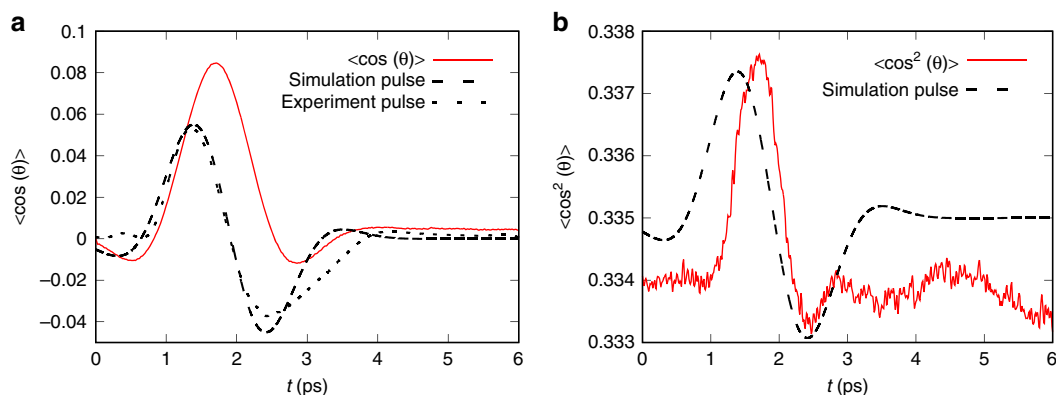 a
<cos (θ)>
0.1
0.08
0.06
0.04
0.02
0
−0.02
−0.04
<cos (θ)>
Simulation pulse
Experiment pulse
0 1 2 3 4 5 6
t (ps)
b
<cos² (θ)>
0.338
0.337
0.336
0.335
0.334
0.333
<cos² (θ)>
Simulation pulse
0 1 2 3 4 5 6
t (ps)